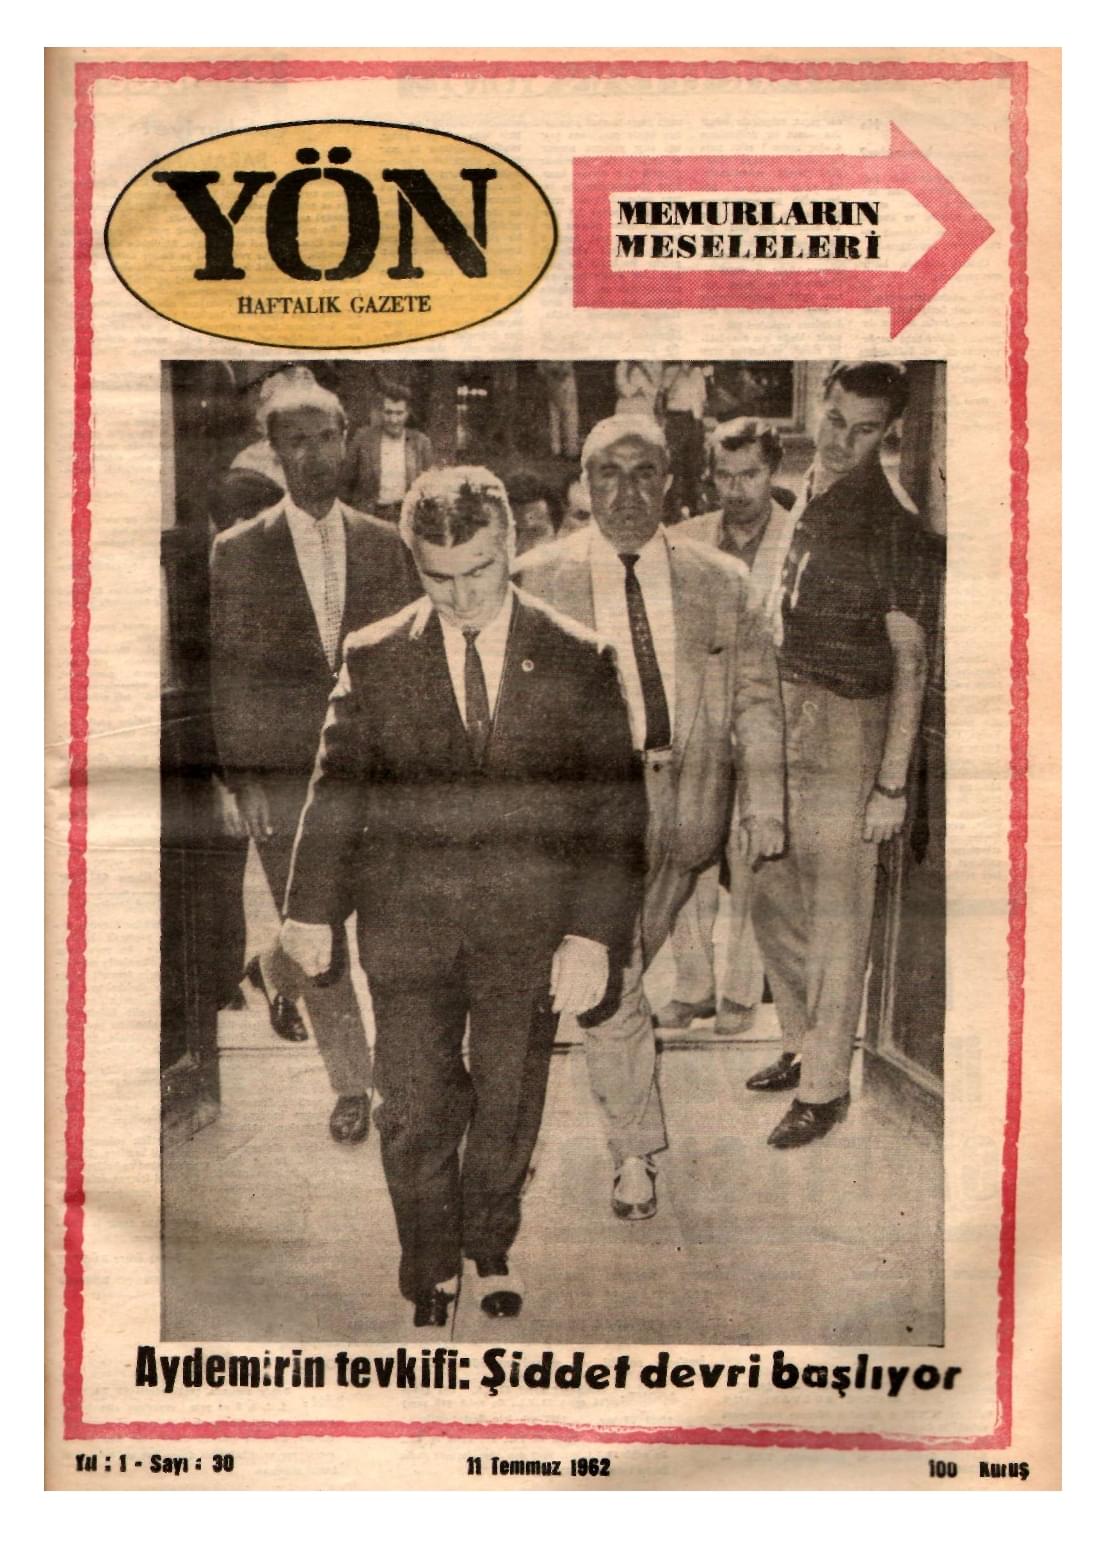 YÖN
HAFTALIK GAZETE
MEMURLARIN
MESELELERİ
Aydemirin tevkifi: Şiddet devri başlıyor
Yıl : 1 - Sayı : 30
11 Temmuz 1962
100 Kuruş